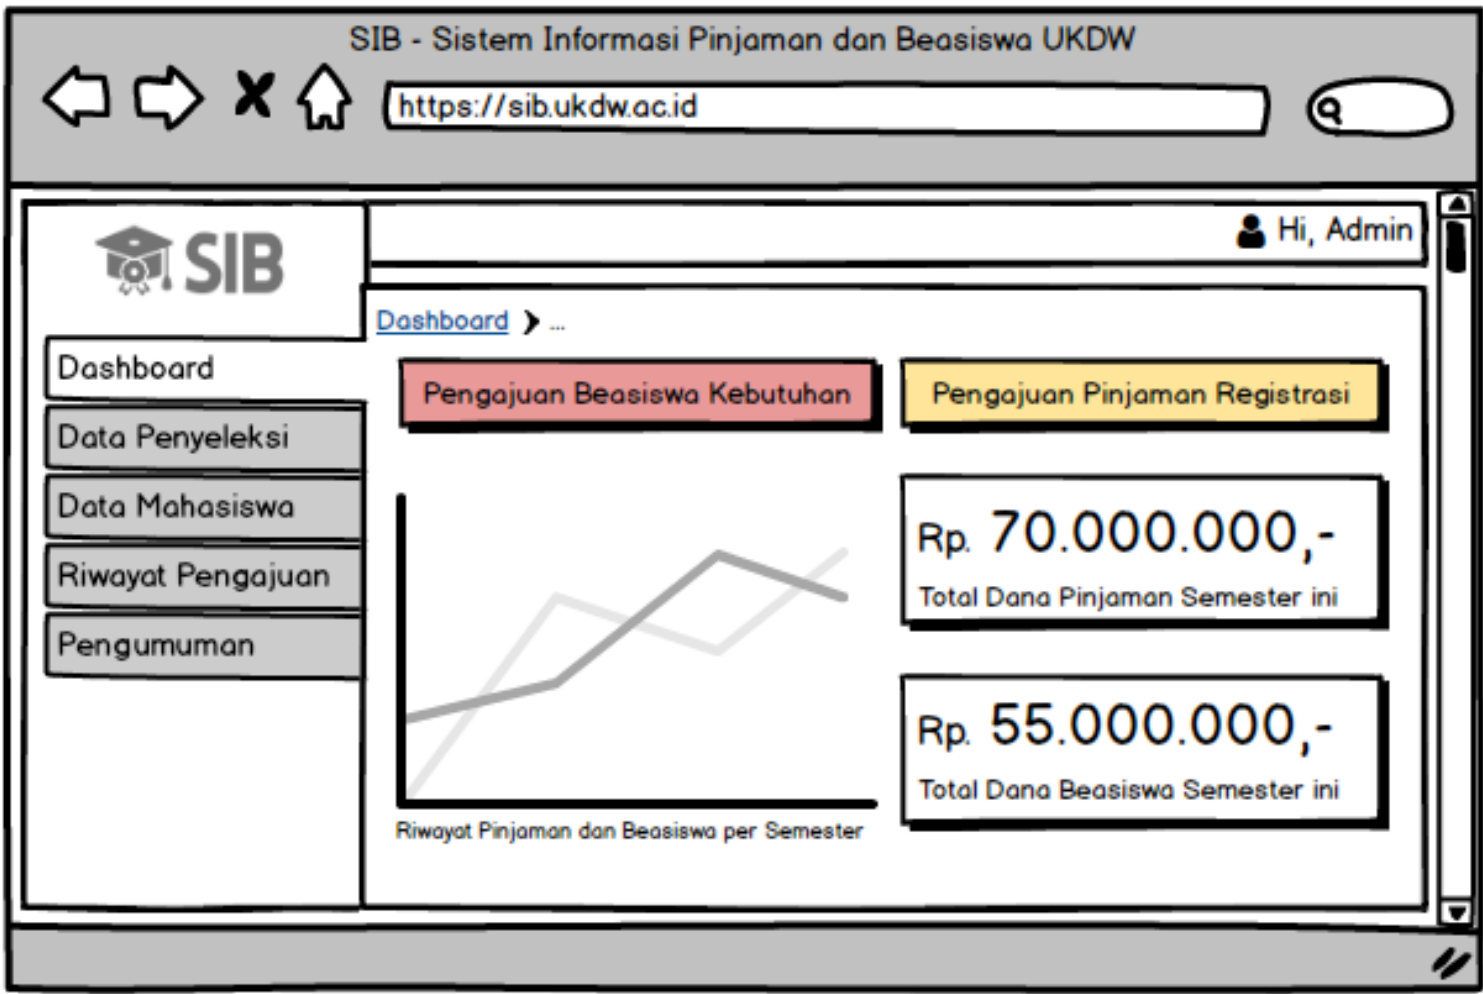 SIB - Sistem Informasi Pinjaman dan Beasiswa UKDW
https://sib.ukdw.ac.id
SIB
Hi, Admin
Dashboard
Data Penyeleksi
Data Mahasiswa
Riwayat Pengajuan
Pengumuman
Dashboard ...
Pengajuan Beasiswa Kebutuhan
Pengajuan Pinjaman Registrasi
Riwayat Pinjaman dan Beasiswa per Semester
Rp. 70.000.000,-
Total Dana Pinjaman Semester ini
Rp. 55.000.000,-
Total Dana Beasiswa Semester ini